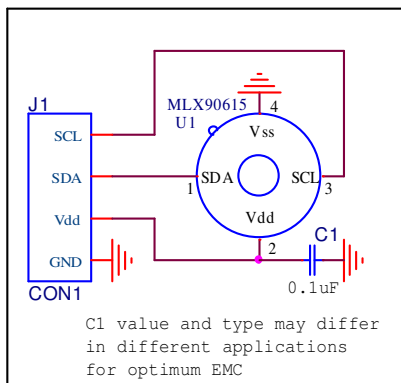 J1
SCL
SDA
Vdd
GND
CON1
MLX90615
U1
4
Vss
1
SDA
SCL
3
Vdd
2
C1
0.1uF
C1 value and type may differ
in different applications
for optimum EMC